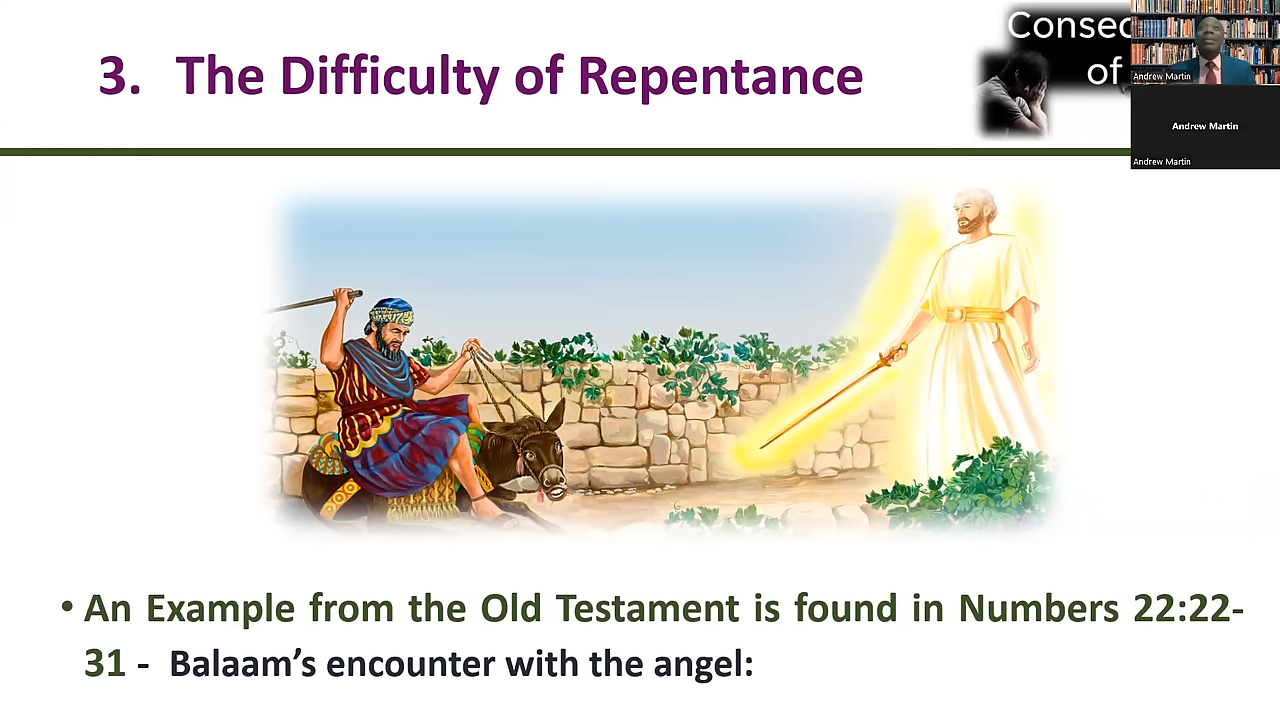 3. The Difficulty of Repentance
Consec
of
Andrew Martin
Andrew Martin
Andrew Martin
• An Example from the Old Testament is found in Numbers 22:22-
31 - Balaam’s encounter with the angel: